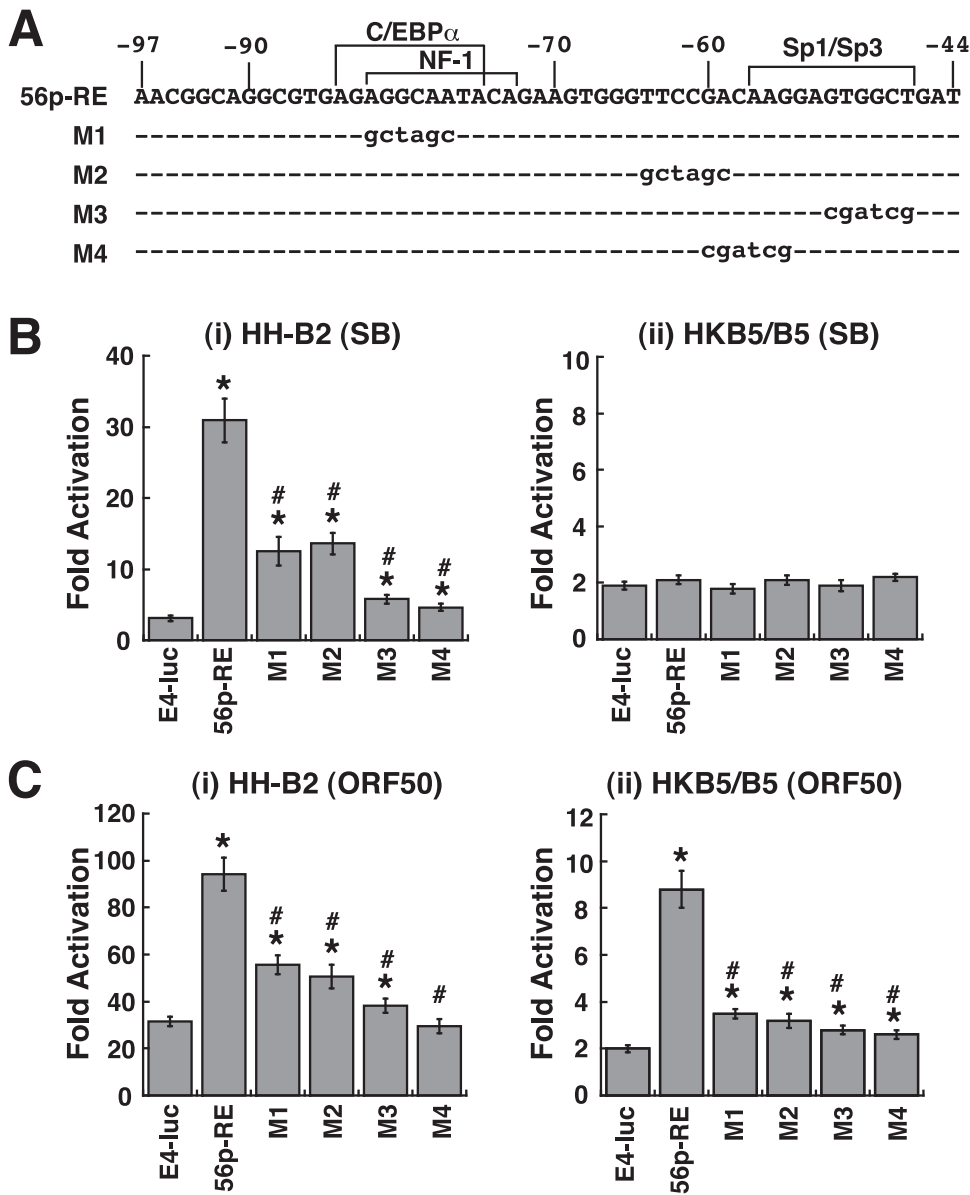 A
C/EBPα
-97 -90 NF-1 -70 -60 Sp1/Sp3 -44
56p-RE AACGGCAGGCGTGAGAGGCAATACAGAAGTGGGTTCCGACAAGGAGTGGCTGAT
M1 ---------------gctagc---------------------------------
M2 ---------------------------------gctagc---------------
M3 ---------------------------------------------cgatcg---
M4 -------------------------------------cgatcg-----------
B
(i) HH-B2 (SB)
Fold Activation
40
30
20
10
0
*
#
*
#
*
#
*
#
*
E4-luc
56p-RE
M1
M2
M3
M4
(ii) HKB5/B5 (SB)
Fold Activation
10
8
6
4
2
0
E4-luc
56p-RE
M1
M2
M3
M4
C
(i) HH-B2 (ORF50)
Fold Activation
120
100
80
60
40
20
0
*
#
*
#
*
#
*
#
E4-luc
56p-RE
M1
M2
M3
M4
(ii) HKB5/B5 (ORF50)
Fold Activation
12
10
8
6
4
2
0
*
#
*
#
*
#
*
#
*
E4-luc
56p-RE
M1
M2
M3
M4